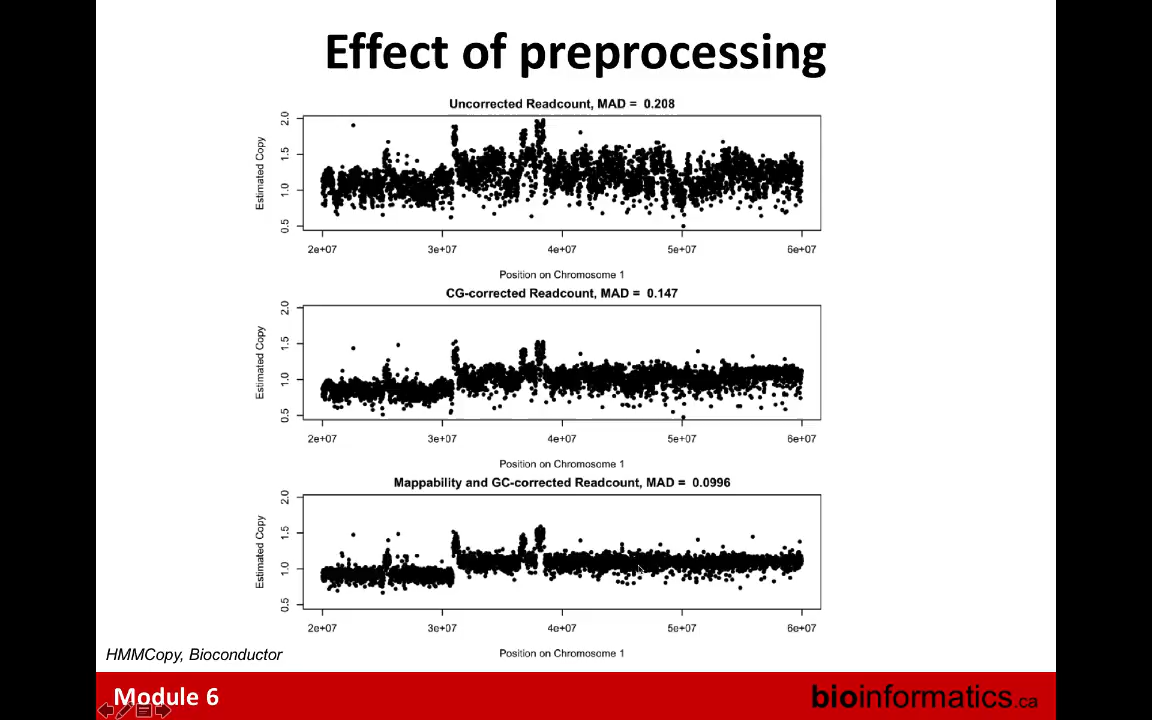 Effect of preprocessing
Uncorrected Readcount, MAD = 0.208
Estimated Copy
2.0
1.5
1.0
0.5
2e+07 3e+07 4e+07 5e+07 6e+07
Position on Chromosome 1
CG-corrected Readcount, MAD = 0.147
Estimated Copy
2.0
1.5
1.0
0.5
2e+07 3e+07 4e+07 5e+07 6e+07
Position on Chromosome 1
Mappability and GC-corrected Readcount, MAD = 0.0996
Estimated Copy
2.0
1.5
1.0
0.5
2e+07 3e+07 4e+07 5e+07 6e+07
Position on Chromosome 1
HMMCopy, Bioconductor
Module 6
bioinformatics.ca